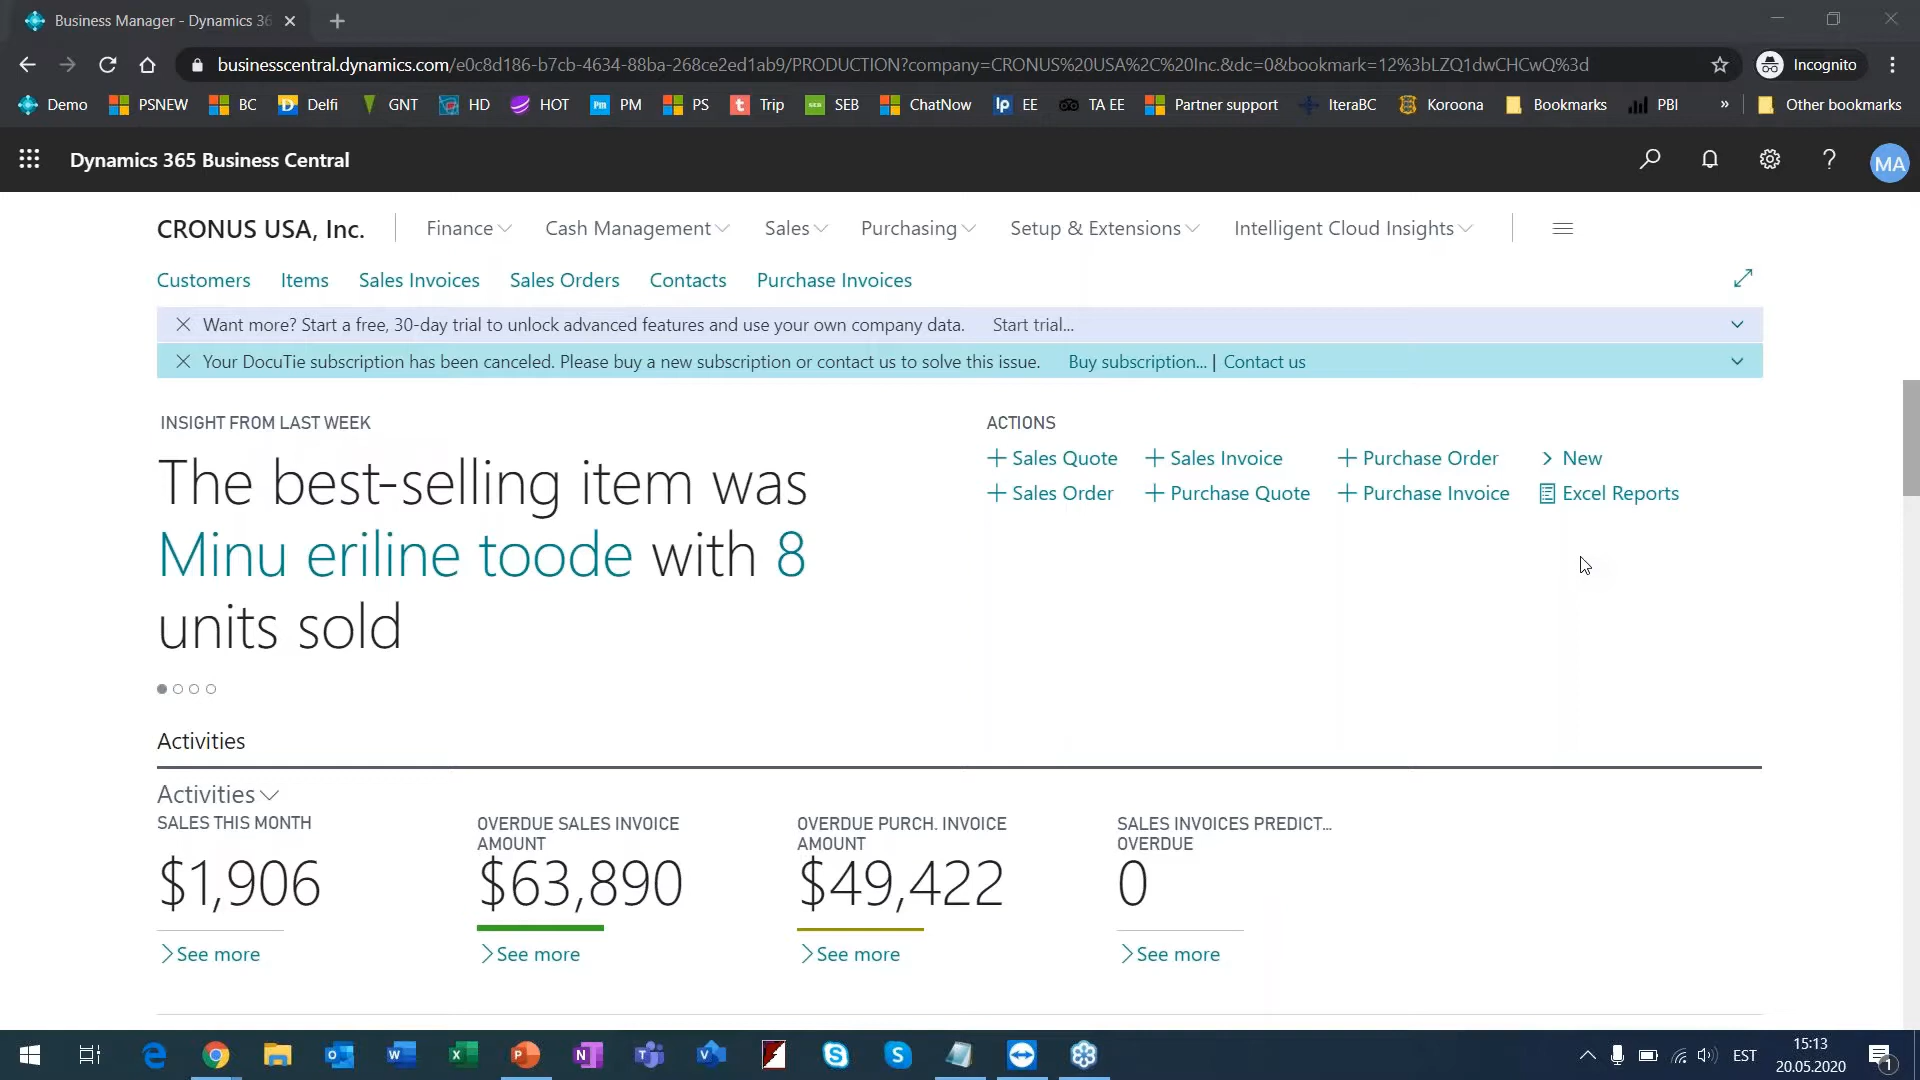 Business Manager - Dynamics 36
businesscentral.dynamics.com/e0c8d186-b7cb-4634-88ba-268ce2ed1ab9/PRODUCTION?company=CRONUS%20USA%2C%20Inc.&dc=0&bookmark=12%3bLZQ1dwCHCwQ%3d
Incognito
Demo PSNEW BC Delfi GNT HD HOT PM PS Trip SEB ChatNow EE TA EE Partner support IteraBC Koroona Bookmarks PBI » Other bookmarks
Dynamics 365 Business Central
? MA
CRONUS USA, Inc. Finance Cash Management Sales Purchasing Setup & Extensions Intelligent Cloud Insights
Customers Items Sales Invoices Sales Orders Contacts Purchase Invoices
Want more? Start a free, 30-day trial to unlock advanced features and use your own company data. Start trial...
Your DocuTie subscription has been canceled. Please buy a new subscription or contact us to solve this issue. Buy subscription... | Contact us
INSIGHT FROM LAST WEEK
The best-selling item was
Minu eriline toode with 8
units sold
ACTIONS
+ Sales Quote + Sales Invoice + Purchase Order > New
+ Sales Order + Purchase Quote + Purchase Invoice Excel Reports
Activities
Activities
SALES THIS MONTH
$1,906
>See more
OVERDUE SALES INVOICE
AMOUNT
$63,890
>See more
OVERDUE PURCH. INVOICE
AMOUNT
$49,422
>See more
SALES INVOICES PREDICT...
OVERDUE
0
>See more
EST
15:13
20.05.2020
1